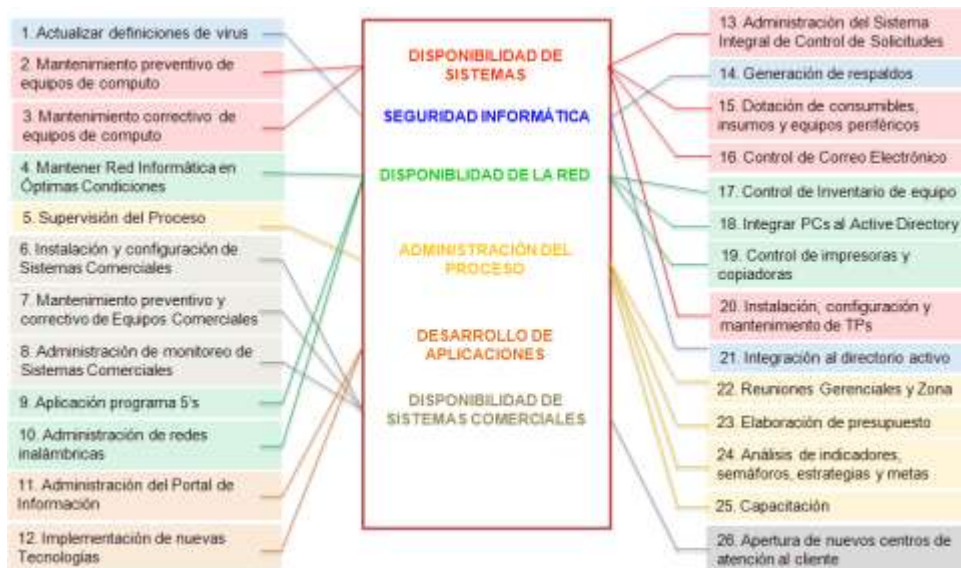 1. Actualizar definiciones de virus
2. Mantenimiento preventivo de
equipos de computo
3. Mantenimiento correctivo de
equipos de computo
4. Mantener Red Informática en
Óptimas Condiciones
5. Supervisión del Proceso
6. Instalación y configuración de
Sistemas Comerciales
7. Mantenimiento preventivo y
correctivo de Equipos Comerciales
8. Administración de monitoreo de
Sistemas Comerciales
9. Aplicación programa 5's
10. Administración de redes
inalámbricas
11. Administración del Portal de
Información
12. Implementación de nuevas
Tecnologías
DISPONIBILIDAD DE
SISTEMAS
SEGURIDAD INFORMÁTICA
DISPONIBLIDAD DE LA RED
ADMINISTRACIÓN DEL
PROCESO
DESARROLLO DE
APLICACIONES
DISPONIBILIDAD DE
SISTEMAS COMERCIALES
13. Administración del Sistema
Integral de Control de Solicitudes
14. Generación de respaldos
15. Dotación de consumibles,
insumos y equipos periféricos
16. Control de Correo Electrónico
17. Control de Inventario de equipo
18. Integrar PCs al Active Directory
19. Control de impresoras y
copiadoras
20. Instalación, configuración y
mantenimiento de TPs
21. Integración al directorio activo
22. Reuniones Gerenciales y Zona
23. Elaboración de presupuesto
24. Análisis de indicadores,
semáforos, estrategias y metas
25. Capacitación
26. Apertura de nuevos centros de
atención al cliente